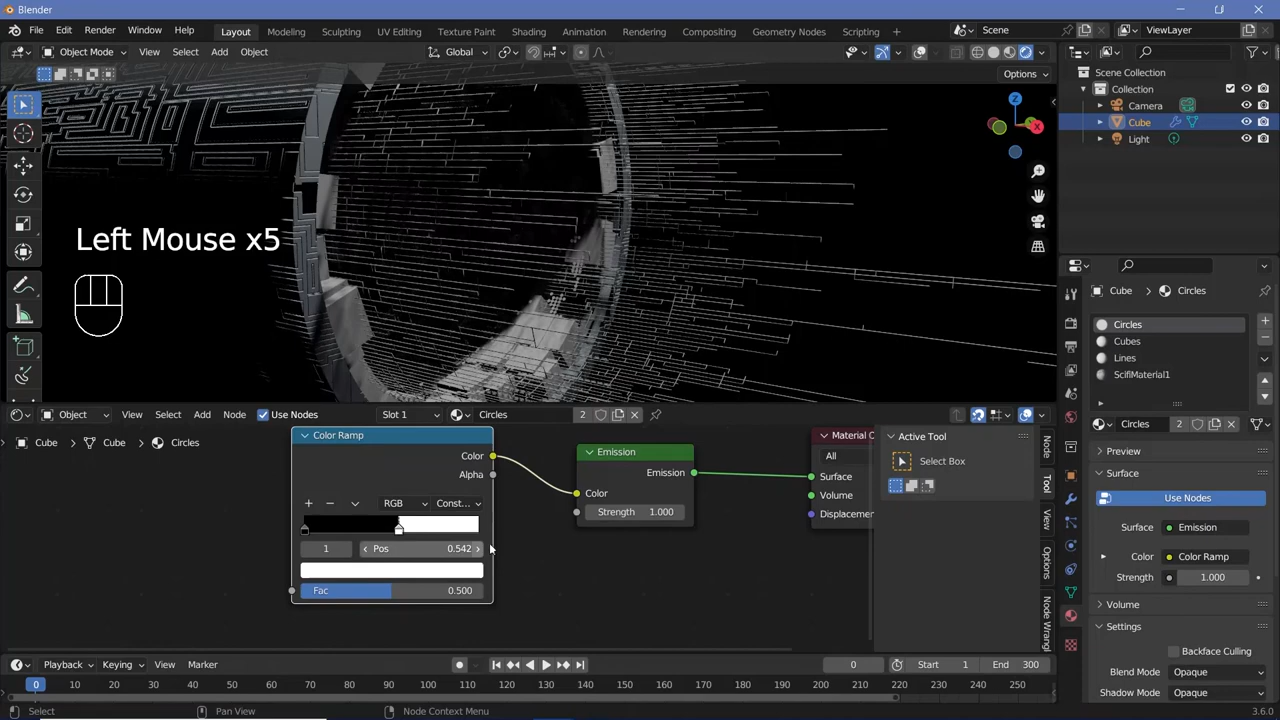 Blender
File Edit Render Window Help Layout Modeling Sculpting UV Editing Texture Paint Shading Animation Rendering Compositing Geometry Nodes Scripting + Scene ViewLayer
Object Mode View Select Add Object Global
Options
Scene Collection
Collection
Camera
Cube
Light
X
Z
Left Mouse x5
Cube Circles
Circles
Cubes
Lines
ScifiMaterial1
Object View Select Add Node Use Nodes Slot 1 Circles 2
Circles 2
Cube Cube Circles
Color Ramp
Color
Alpha
RGB Const...
1 Pos 0.542
Fac 0.500
Emission
Emission
Color
Strength 1.000
Material O
All
Surface
Volume
Displacemen
Active Tool
Select Box
Node
Tool
View
Options
Node Wrangl
Preview
Surface
Use Nodes
Surface Emission
Color Color Ramp
Strength 1.000
Volume
Settings
Backface Culling
Blend Mode Opaque
Shadow Mode Opaque
Playback Keying View Marker 0 Start 1 End 300
0 10 20 30 40 50 60 70 80 90 100 110 120 130 140 150 160 170 180 190 200 210 220 230 240 250
Select Pan View Node Context Menu 3.6.0